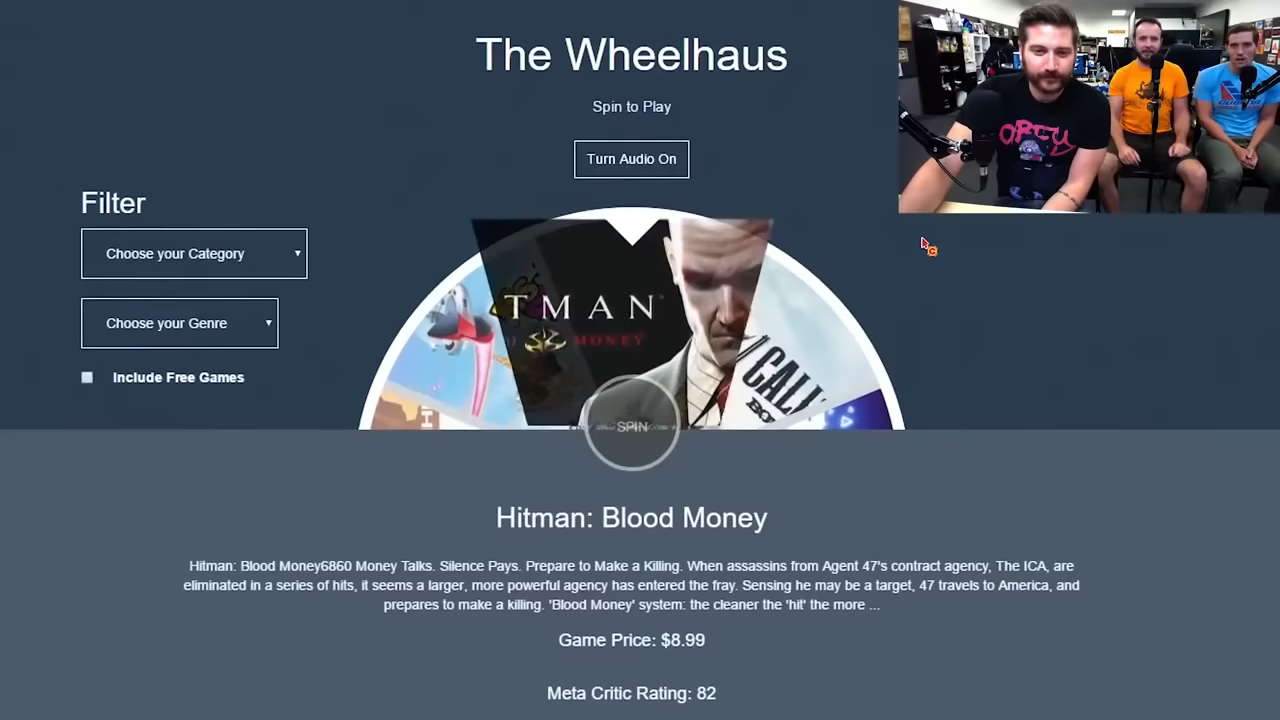 The Wheelhaus
Spin to Play
Turn Audio On
Filter
Choose your Category
Choose your Genre
Include Free Games
TMAN
MONEY
CALL
SPIN
OBEY
Hitman: Blood Money
Hitman: Blood Money6860 Money Talks. Silence Pays. Prepare to Make a Killing. When assassins from Agent 47's contract agency, The ICA, are
eliminated in a series of hits, it seems a larger, more powerful agency has entered the fray. Sensing he may be a target, 47 travels to America, and
prepares to make a killing. 'Blood Money' system: the cleaner the 'hit' the more ...
Game Price: $8.99
Meta Critic Rating: 82